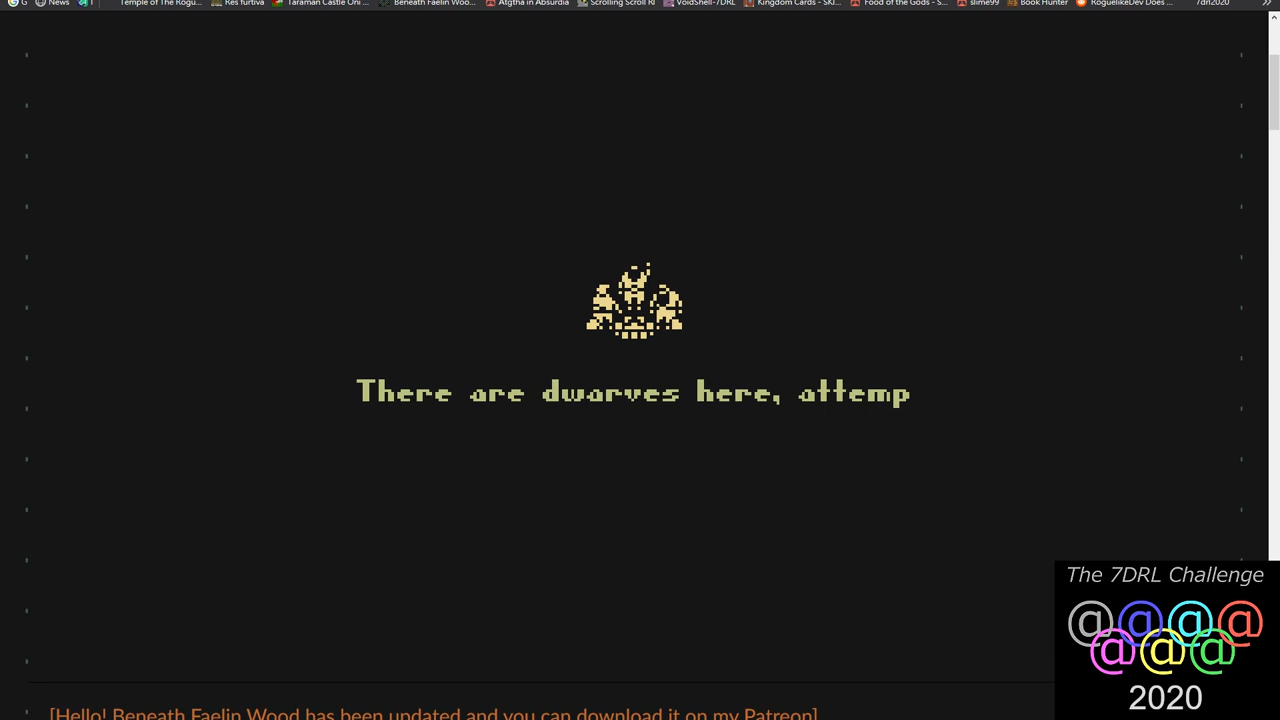 G News Temple of The Rogu... Res furtiva Taraman Castle Oni ... Beneath Faelin Woo... Atgtha in Absurdia Scrolling Scroll RL VoidShell-7DRL Kingdom Cards - SKI... Food of the Gods - S... slime99 Book Hunter RoguelikeDev Does ... 7drl2020 »
There are dwarves here, attemp
The 7DRL Challenge
@@@@
@@@
2020
[Hello! Beneath Faelin Wood has been updated and you can download it on my Patreon]